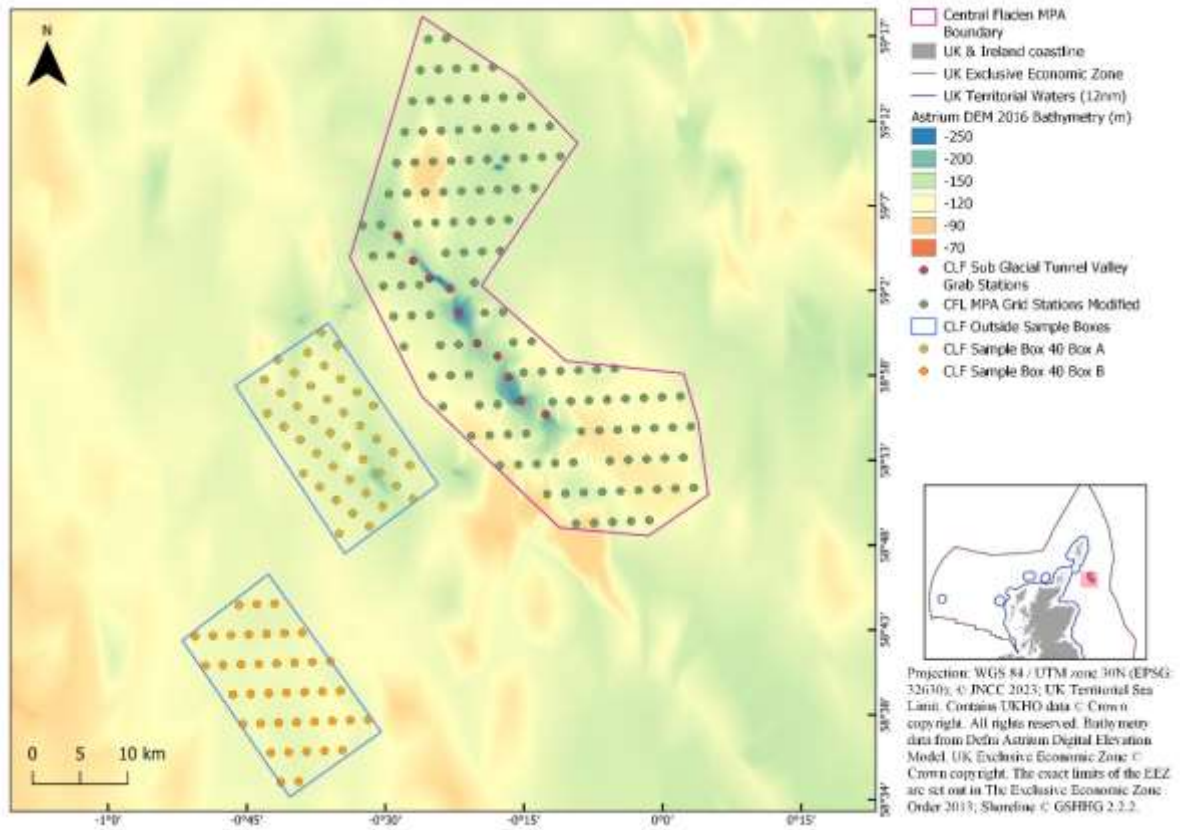 N
0 5 10 km
-1°0'
-0°45'
-0°30'
-0°15'
0°0'
0°15'
59°17'
59°12'
59°7'
59°2'
58°58'
58°53'
58°48'
58°43'
58°38'
58°34'
Central Fladen MPA
Boundary
UK & Ireland coastline
UK Exclusive Economic Zone
UK Territorial Waters (12nm)
Astrium DEM 2016 Bathymetry (m)
-250
-200
-150
-120
-90
-70
CLF Sub Glacial Tunnel Valley
Grab Stations
CFL MPA Grid Stations Modified
CLF Outside Sample Boxes
CLF Sample Box 40 Box A
CLF Sample Box 40 Box B
Projection: WGS 84 / UTM zone 30N (EPSG:
32630); © JNCC 2023; UK Territorial Sea
Limit. Contains UKHO data © Crown
copyright. All rights reserved. Bathymetry
data from Defra Astrium Digital Elevation
Model. UK Exclusive Economic Zone ©
Crown copyright. The exact limits of the EEZ
are set out in The Exclusive Economic Zone
Order 2013; Shoreline © GSHHG 2.2.2.